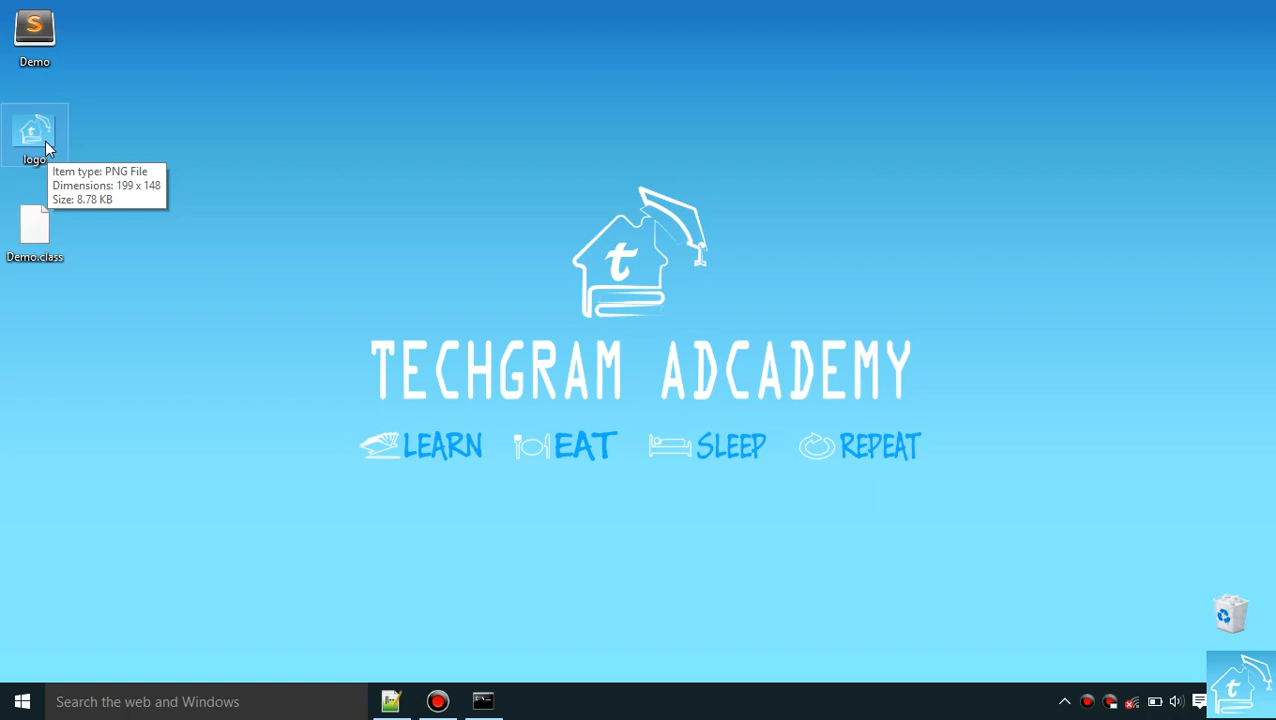 S
Demo
t
logo
Item type: PNG File
Dimensions: 199 x 148
Size: 8.78 KB
Demo.class
t
TECHGRAM ADCADEMY
LEARN EAT SLEEP REPEAT
Search the web and Windows
t